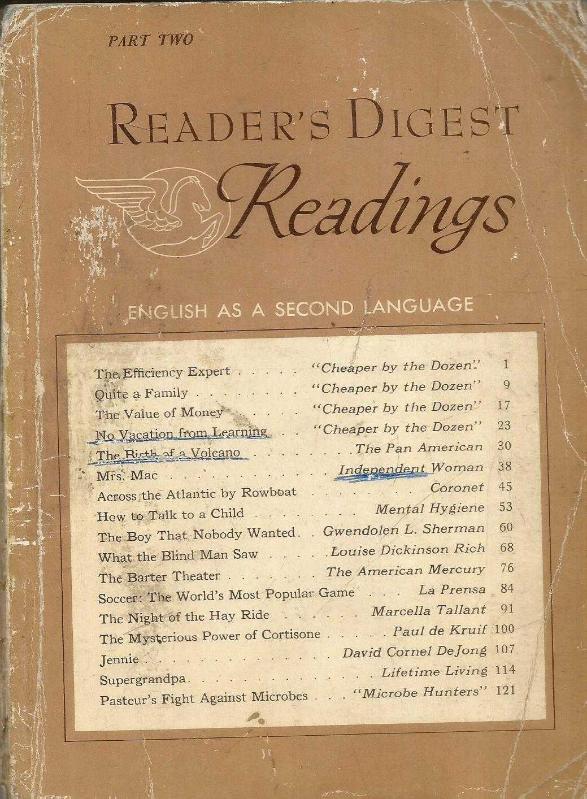 PART TWO
READER'S DIGEST
Readings
ENGLISH AS A SECOND LANGUAGE
The Efficiency Expert . . . . . "Cheaper by the Dozen" 1
Quite a Family . . . . . . . "Cheaper by the Dozen" 9
The Value of Money . . . . . "Cheaper by the Dozen" 17
No Vacation from Learning . . . "Cheaper by the Dozen" 23
The Birth of a Volcano . . . . . . . The Pan American 30
Mrs. Mac . . . . . . . . . . Independent Woman 38
Across the Atlantic by Rowboat . . . . . . . Coronet 45
How to Talk to a Child . . . . . . . Mental Hygiene 53
The Boy That Nobody Wanted . . Gwendolen L. Sherman 60
What the Blind Man Saw . . . . Louise Dickinson Rich 68
The Barter Theater . . . . . . . The American Mercury 76
Soccer: The World's Most Popular Game . . . . La Prensa 84
The Night of the Hay Ride . . . . . . Marcella Tallant 91
The Mysterious Power of Cortisone . . . . . Paul de Kruif 100
Jennie . . . . . . . . . . . . David Cornel DeJong 107
Supergrandpa . . . . . . . . . . . Lifetime Living 114
Pasteur's Fight Against Microbes . . . "Microbe Hunters" 121